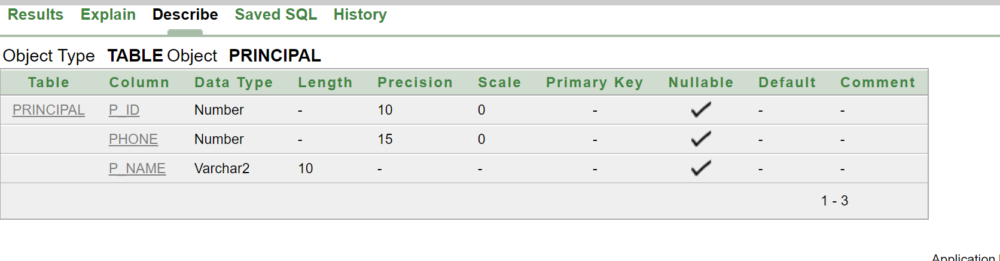 Results Explain Describe Saved SQL History
Object Type TABLE Object PRINCIPAL
Table Column Data Type Length Precision Scale Primary Key Nullable Default Comment
PRINCIPAL P_ID Number - 10 0 - - -
PHONE Number - 15 0 - - -
P_NAME Varchar2 10 - - - - -
1 - 3
Application